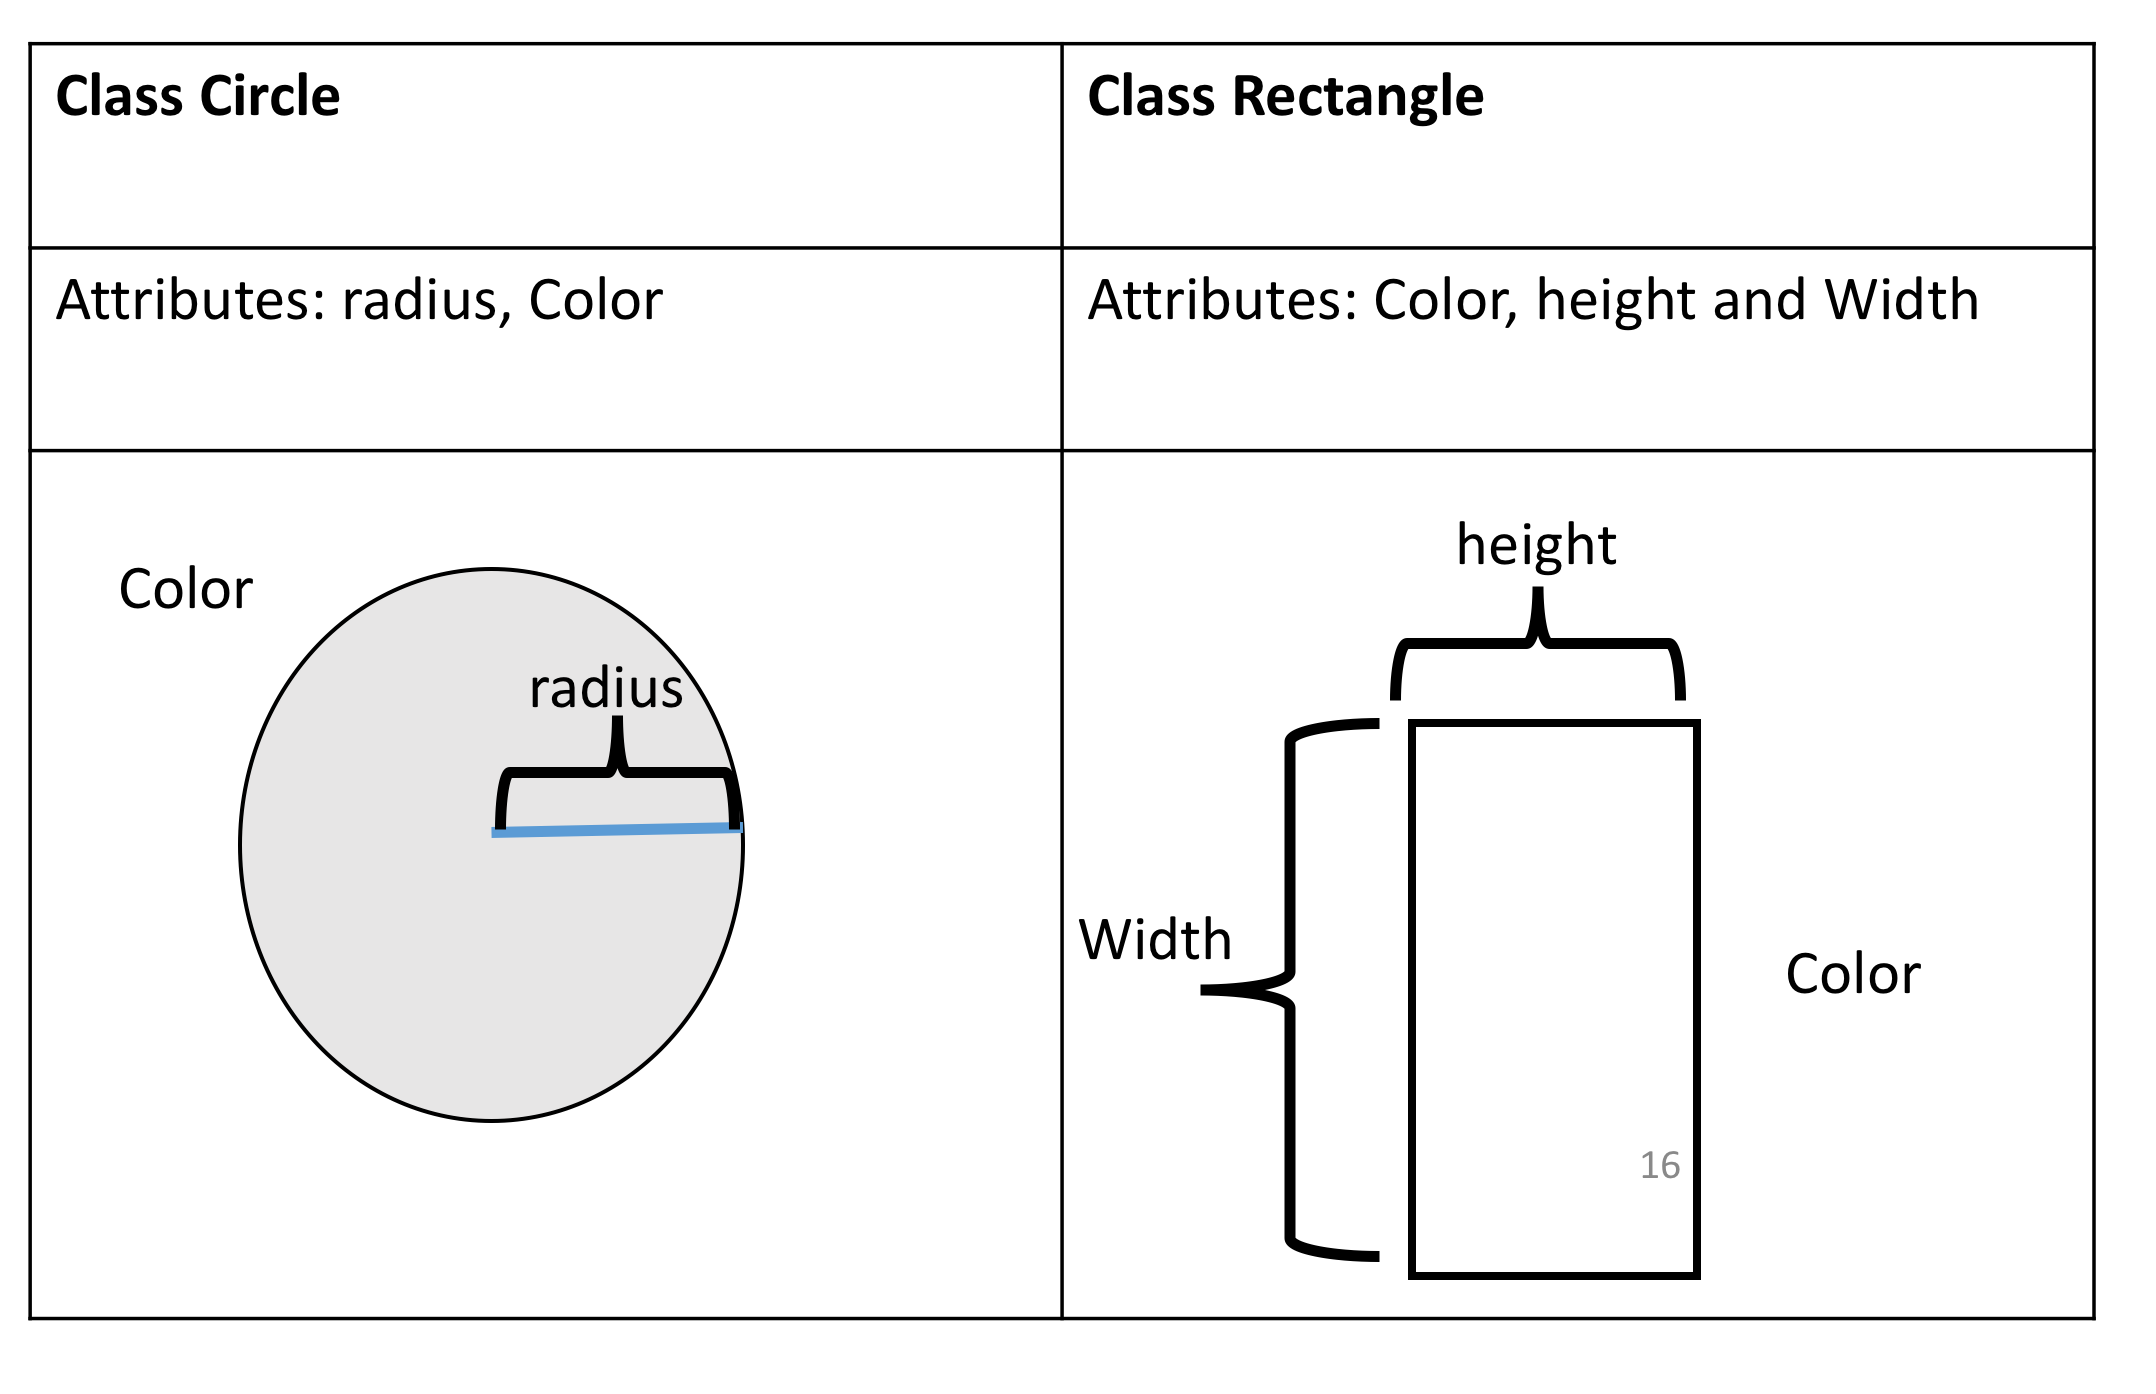 Class Circle
Class Rectangle
Attributes: radius, Color
Attributes: Color, height and Width
Color
radius
height
Width
Color
16